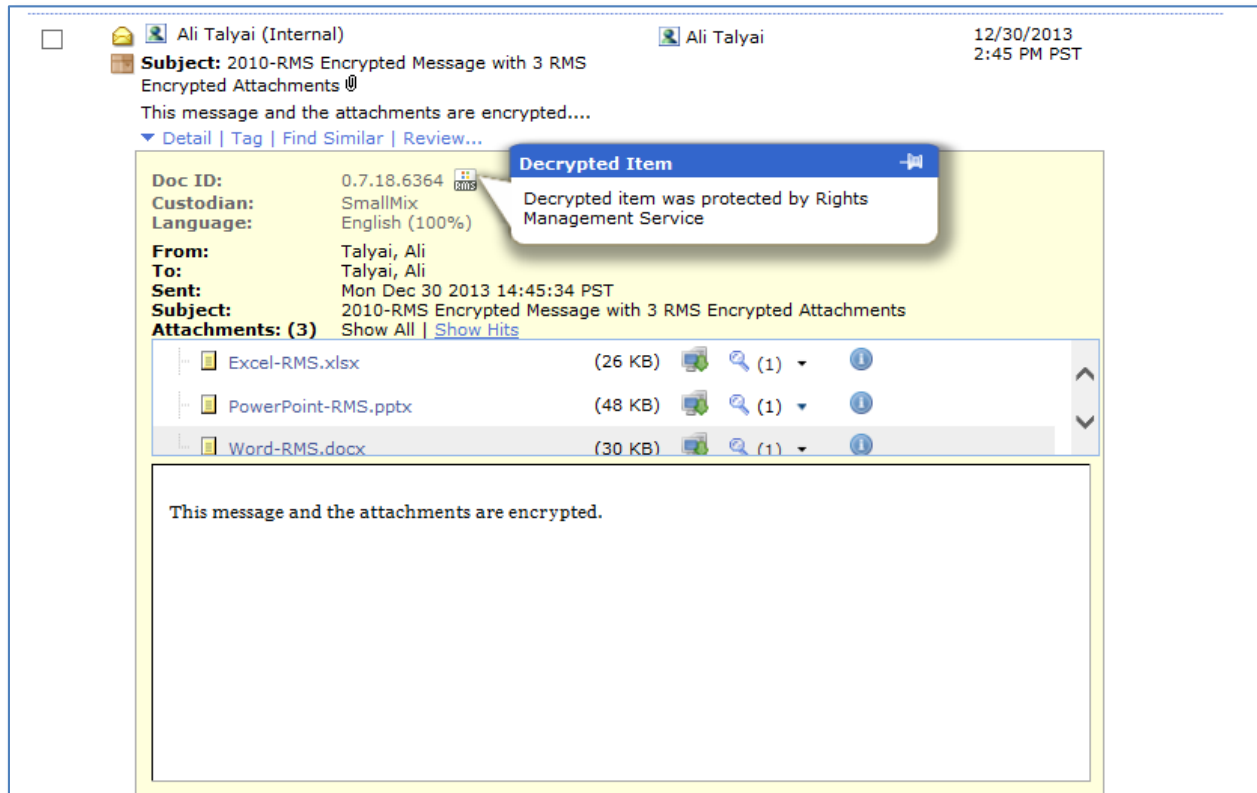 Ali Talyai (Internal) Ali Talyai 12/30/2013
2:45 PM PST
Subject: 2010-RMS Encrypted Message with 3 RMS
Encrypted Attachments
This message and the attachments are encrypted....
Detail | Tag | Find Similar | Review...
Decrypted Item
Decrypted item was protected by Rights
Management Service
Doc ID: 0.7.18.6364 RMS
Custodian: SmallMix
Language: English (100%)
From: Talyai, Ali
To: Talyai, Ali
Sent: Mon Dec 30 2013 14:45:34 PST
Subject: 2010-RMS Encrypted Message with 3 RMS Encrypted Attachments
Attachments: (3) Show All | Show Hits
Excel-RMS.xlsx (26 KB) (1)
PowerPoint-RMS.pptx (48 KB) (1)
Word-RMS.docx (30 KB) (1)
This message and the attachments are encrypted.